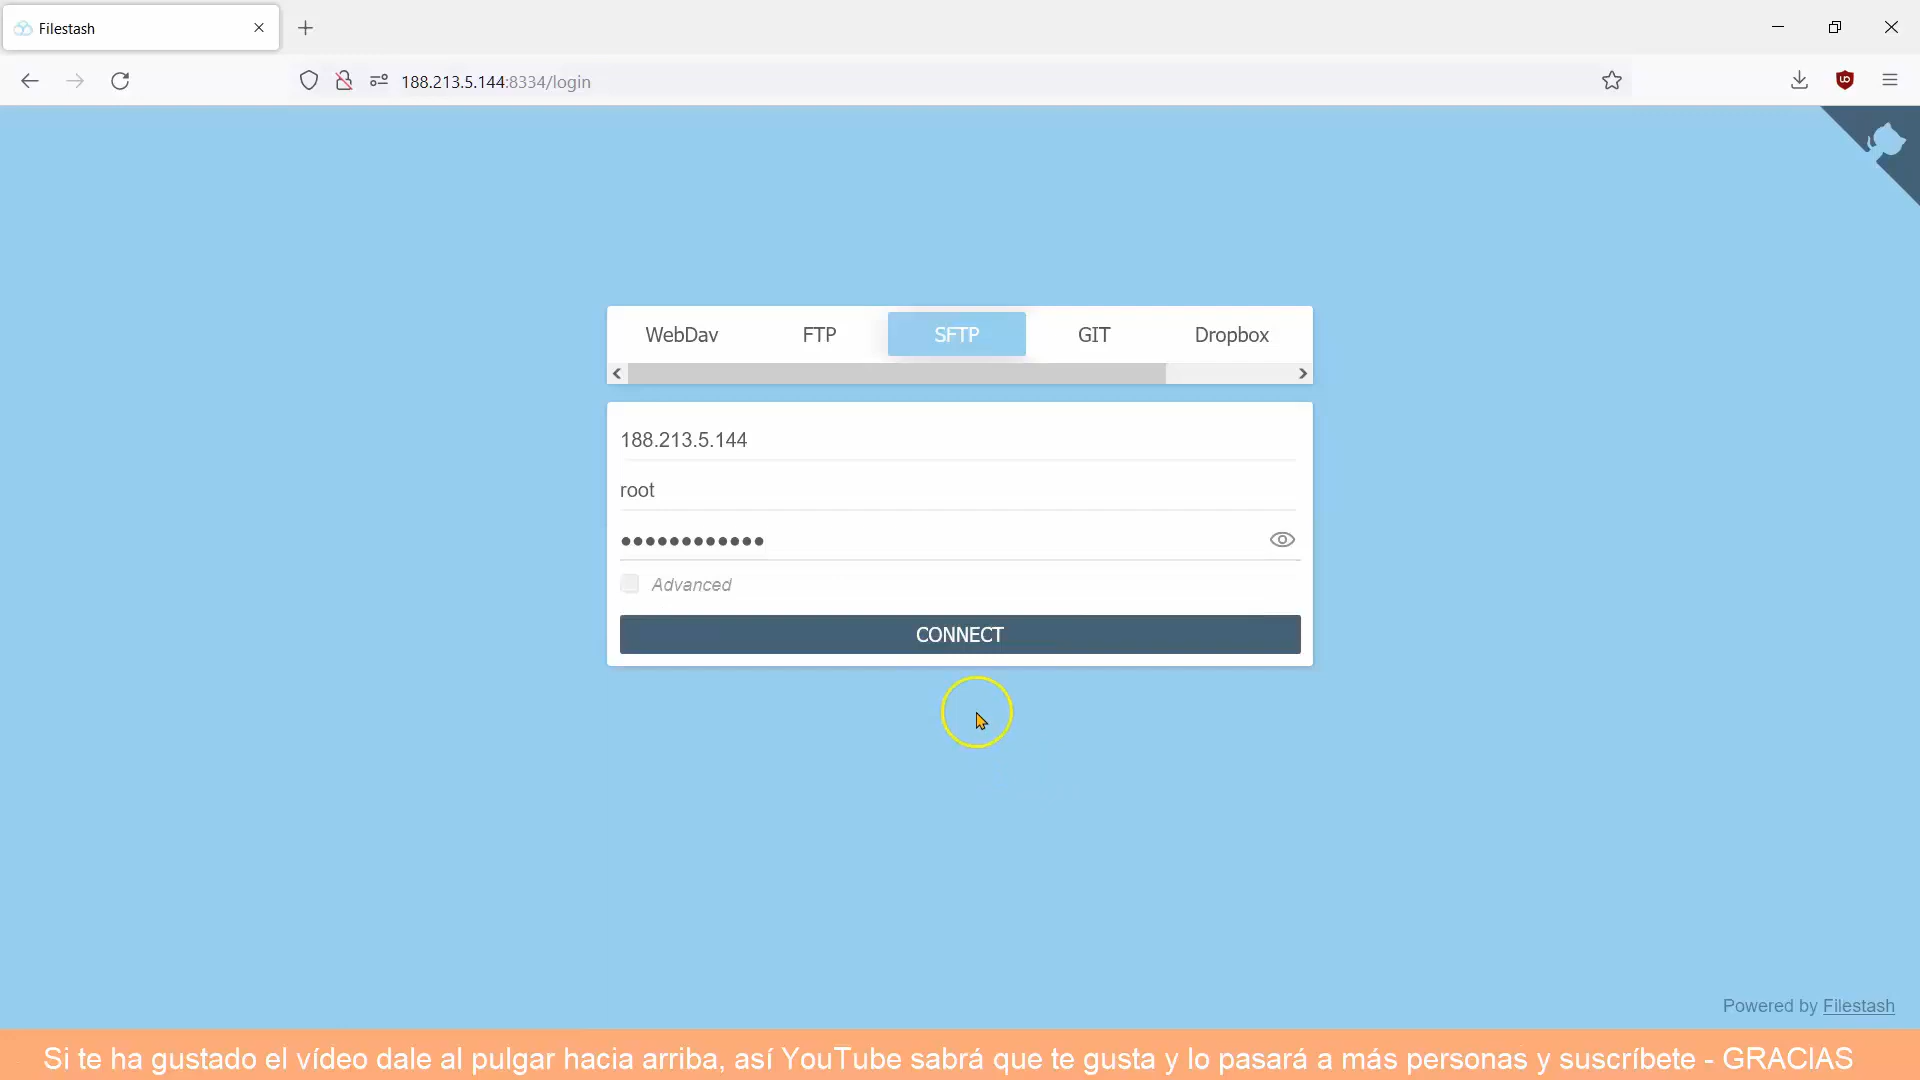 Filestash
188.213.5.144:8334/login
WebDav FTP SFTP GIT Dropbox
188.213.5.144
root
●●●●●●●●●●●●
Advanced
CONNECT
Powered by Filestash
Si te ha gustado el vídeo dale al pulgar hacia arriba, así YouTube sabrá que te gusta y lo pasará a más personas y suscríbete - GRACIAS